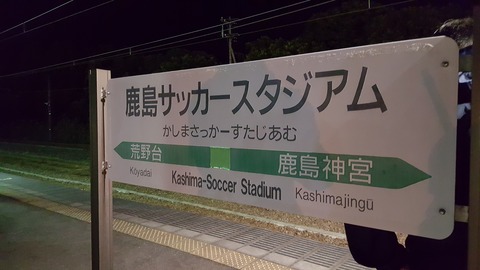 鹿島サッカースタジアム
かしまさっかーすたじあむ
荒野台 鹿島神宮
Kōyadai Kashima-Soccer Stadium Kashimajingū